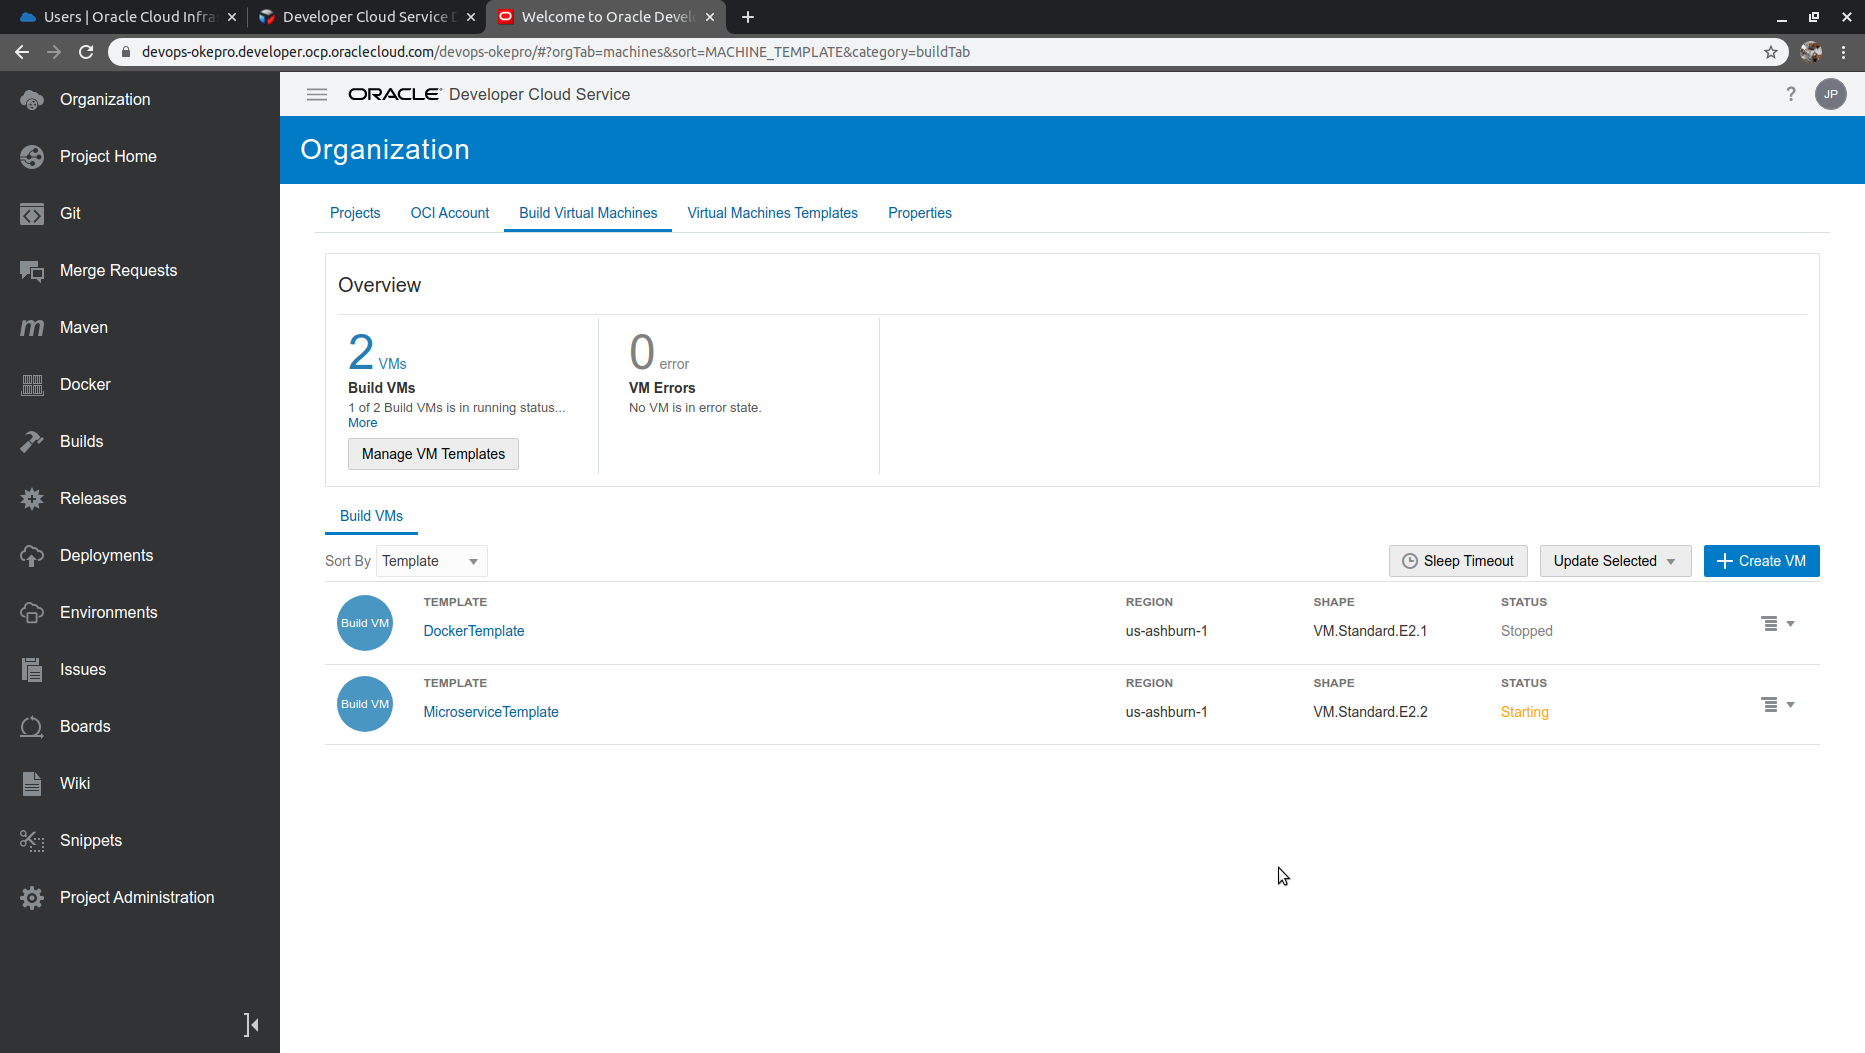 Users | Oracle Cloud Infra
Developer Cloud Service D
Welcome to Oracle Devel
devops-okepro.developer.ocp.oraclecloud.com/devops-okepro/#?orgTab=machines&sort=MACHINE_TEMPLATE&category=buildTab
Organization
Project Home
Git
Merge Requests
Maven
Docker
Builds
Releases
Deployments
Environments
Issues
Boards
Wiki
Snippets
Project Administration
ORACLE Developer Cloud Service
? JP
Organization
Projects OCI Account Build Virtual Machines Virtual Machines Templates Properties
Overview
2 VMs
Build VMs
1 of 2 Build VMs is in running status...
More
Manage VM Templates
0 error
VM Errors
No VM is in error state.
Build VMs
Sort By Template Sleep Timeout Update Selected Create VM
Build VM
TEMPLATE REGION SHAPE STATUS
DockerTemplate us-ashburn-1 VM.Standard.E2.1 Stopped
Build VM
TEMPLATE REGION SHAPE STATUS
MicroserviceTemplate us-ashburn-1 VM.Standard.E2.2 Starting